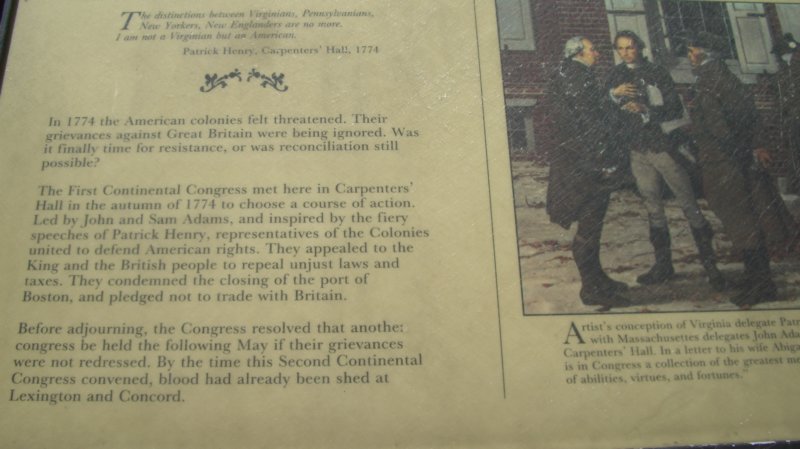 The distinctions between Virginians, Pennsylvanians,
New Yorkers, New Englanders are no more.
I am not a Virginian but an American.
Patrick Henry, Carpenters' Hall, 1774
In 1774 the American colonies felt threatened. Their
grievances against Great Britain were being ignored. Was
it finally time for resistance, or was reconciliation still
possible?
The First Continental Congress met here in Carpenters'
Hall in the autumn of 1774 to choose a course of action.
Led by John and Sam Adams, and inspired by the fiery
speeches of Patrick Henry, representatives of the Colonies
united to defend American rights. They appealed to the
King and the British people to repeal unjust laws and
taxes. They condemned the closing of the port of
Boston, and pledged not to trade with Britain.
Before adjourning, the Congress resolved that another
congress be held the following May if their grievances
were not redressed. By the time this Second Continental
Congress convened, blood had already been shed at
Lexington and Concord.
Artist's conception of Virginia delegate Patr
with Massachusettes delegates John Ada
Carpenters' Hall. In a letter to his wife Abiga
is in Congress a collection of the greatest me
of abilities, virtues, and fortunes."